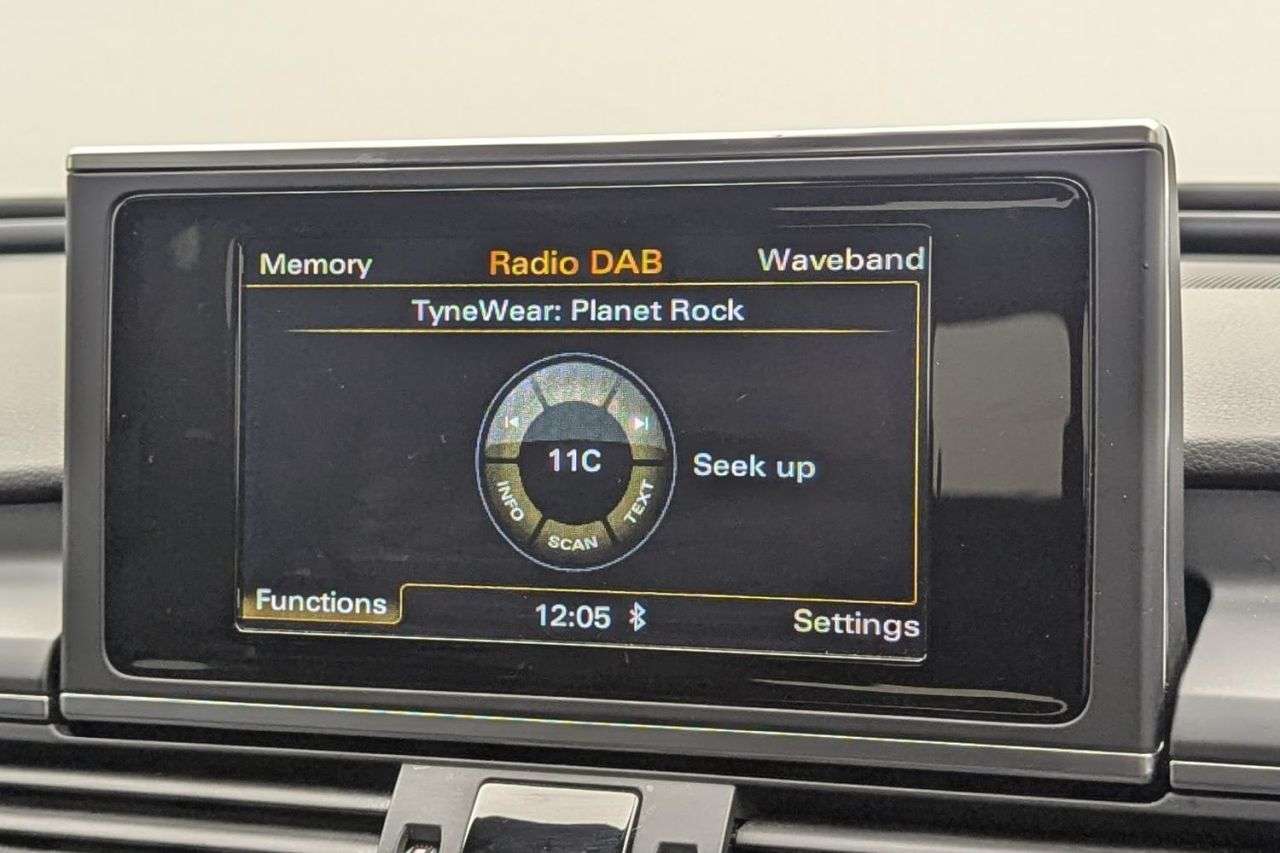 Memory Radio DAB Waveband
TyneWear: Planet Rock
11C
Seek up
INFO
SCAN
TEXT
Functions 12:05 Settings